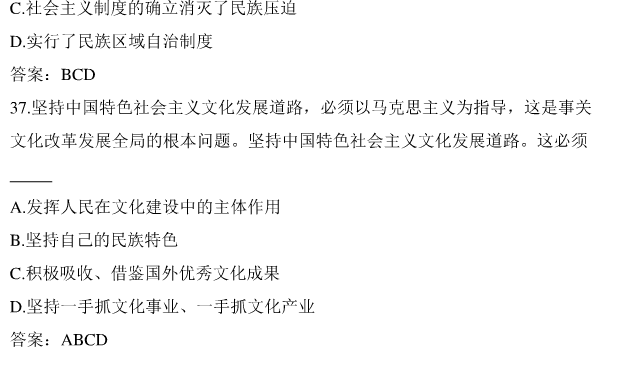 C.社会主义制度的确立消灭了民族压迫
D.实行了民族区域自治制度
答案：BCD
37.坚持中国特色社会主义文化发展道路，必须以马克思主义为指导，这是事关
文化改革发展全局的根本问题。坚持中国特色社会主义文化发展道路。这必须
_____
A.发挥人民在文化建设中的主体作用
B.坚持自己的民族特色
C.积极吸收、借鉴国外优秀文化成果
D.坚持一手抓文化事业、一手抓文化产业
答案：ABCD